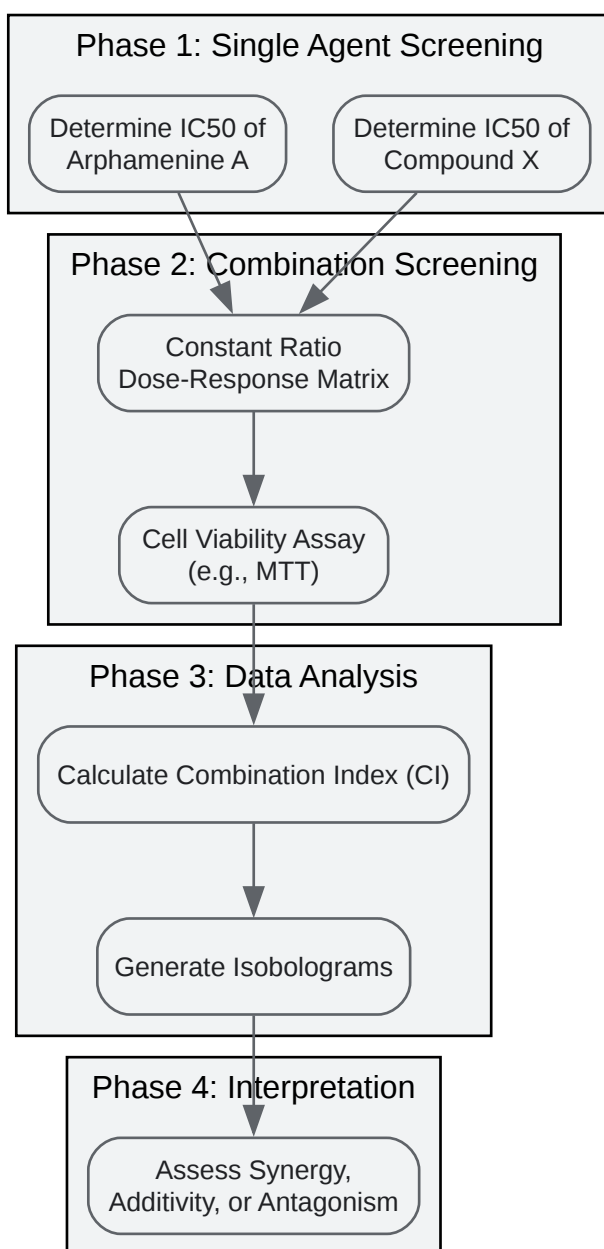 Phase 1: Single Agent Screening
Determine IC50 of
Arphamenine A
Determine IC50 of
Compound X
Phase 2: Combination Screening
Constant Ratio
Dose-Response Matrix
Cell Viability Assay
(e.g., MTT)
Phase 3: Data Analysis
Calculate Combination Index (CI)
Generate Isobolograms
Phase 4: Interpretation
Assess Synergy,
Additivity, or Antagonism